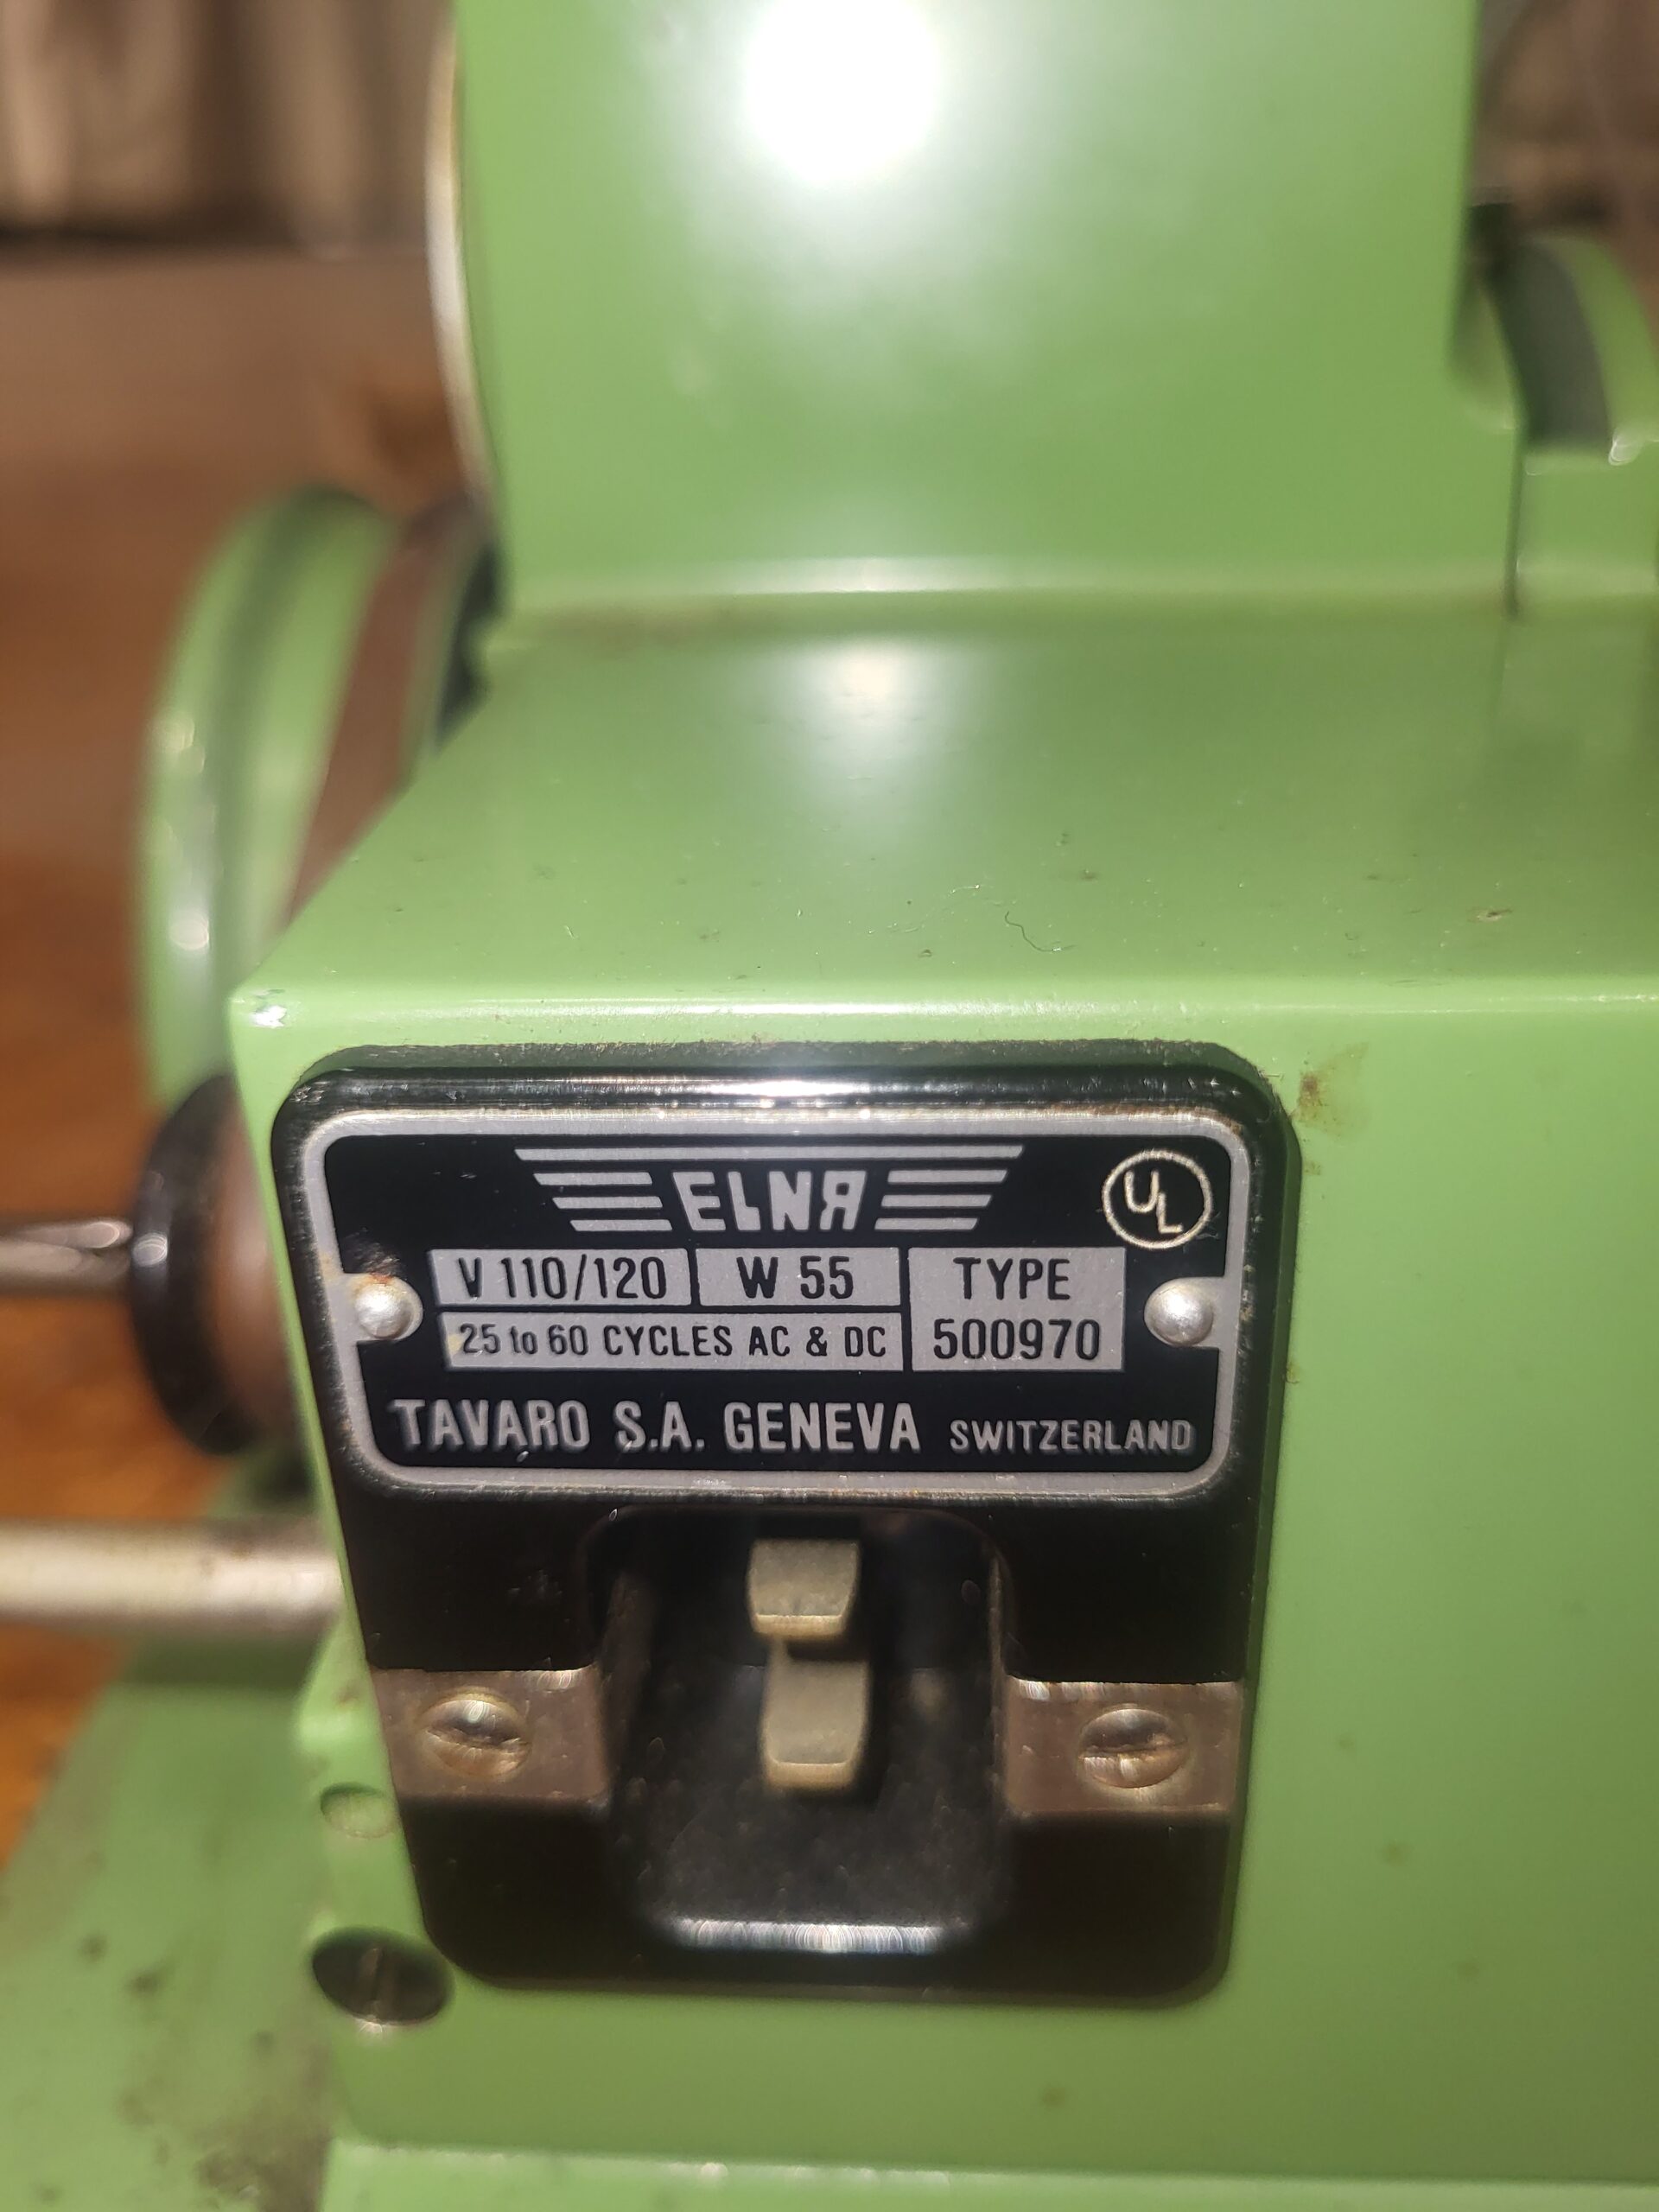 ELNA
UL
V 110/120 W 55 TYPE
25 to 60 CYCLES AC & DC 500970
TAVARO S.A. GENEVA SWITZERLAND